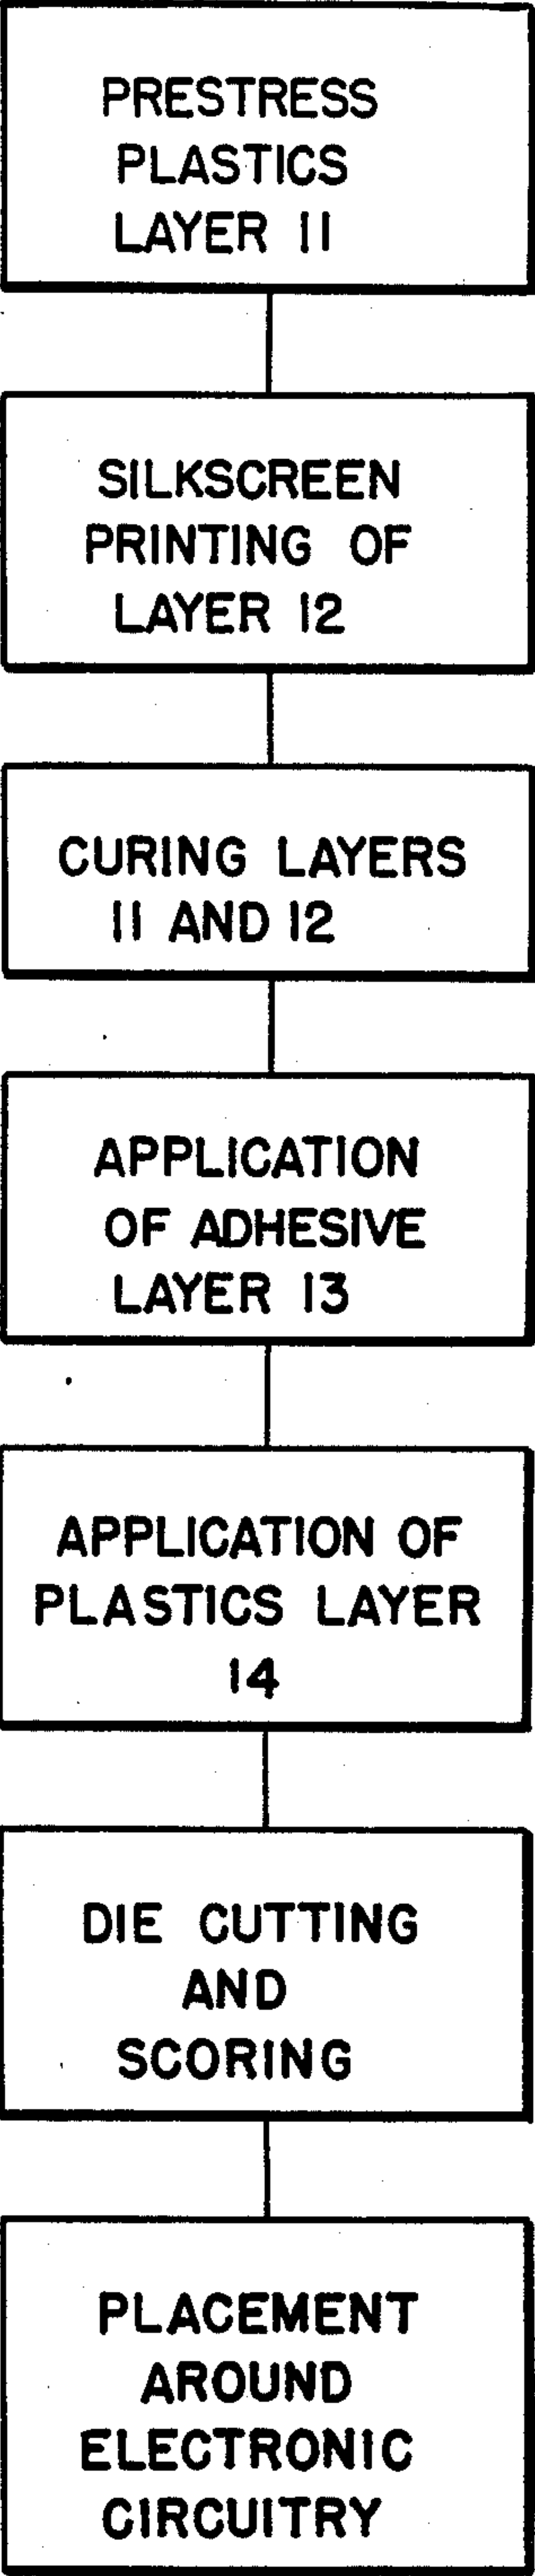 PRESTRESS
PLASTICS
LAYER 11
SILKSCREEN
PRINTING OF
LAYER 12
CURING LAYERS
11 AND 12
APPLICATION
OF ADHESIVE
LAYER 13
APPLICATION OF
PLASTICS LAYER
14
DIE CUTTING
AND
SCORING
PLACEMENT
AROUND
ELECTRONIC
CIRCUITRY